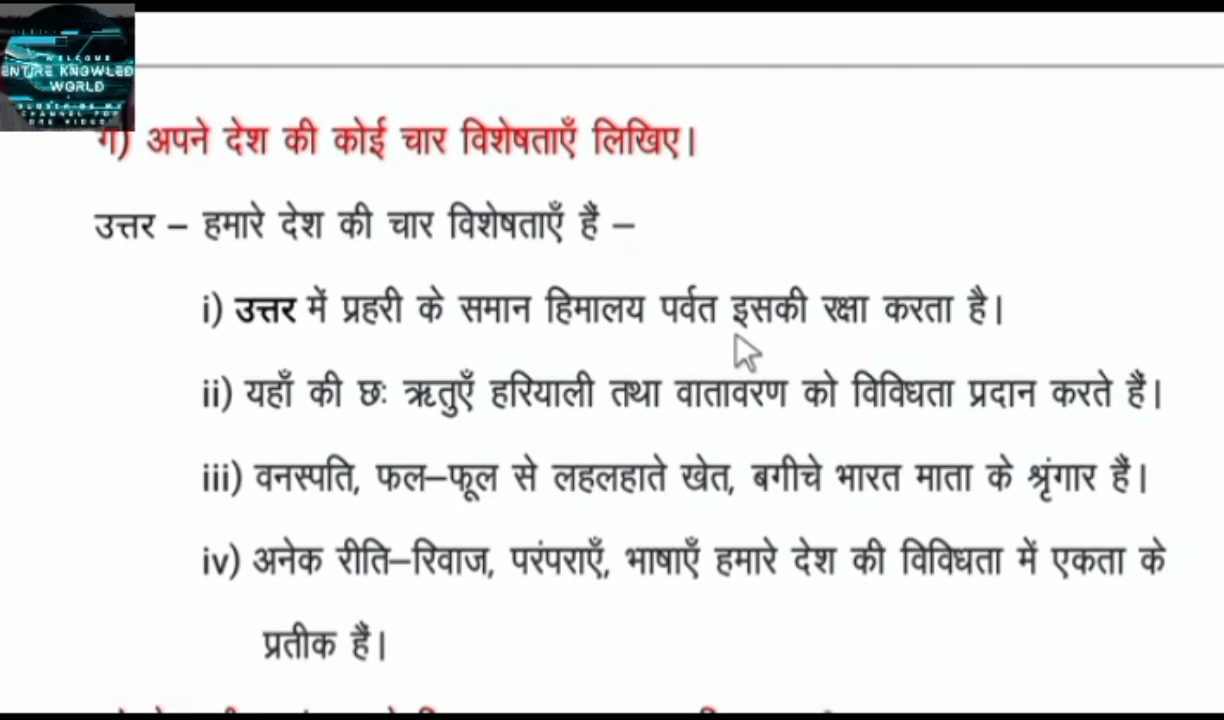 WELCOME
ENTIRE KNOWLED
WORLD
ग) अपने देश की कोई चार विशेषताएँ लिखिए।
उत्तर – हमारे देश की चार विशेषताएँ हैं –
i) उत्तर में प्रहरी के समान हिमालय पर्वत इसकी रक्षा करता है।
ii) यहाँ की छः ऋतुएँ हरियाली तथा वातावरण को विविधता प्रदान करते हैं।
iii) वनस्पति, फल–फूल से लहलहाते खेत, बगीचे भारत माता के श्रृंगार हैं।
iv) अनेक रीति–रिवाज, परंपराएँ, भाषाएँ हमारे देश की विविधता में एकता के
प्रतीक हैं।